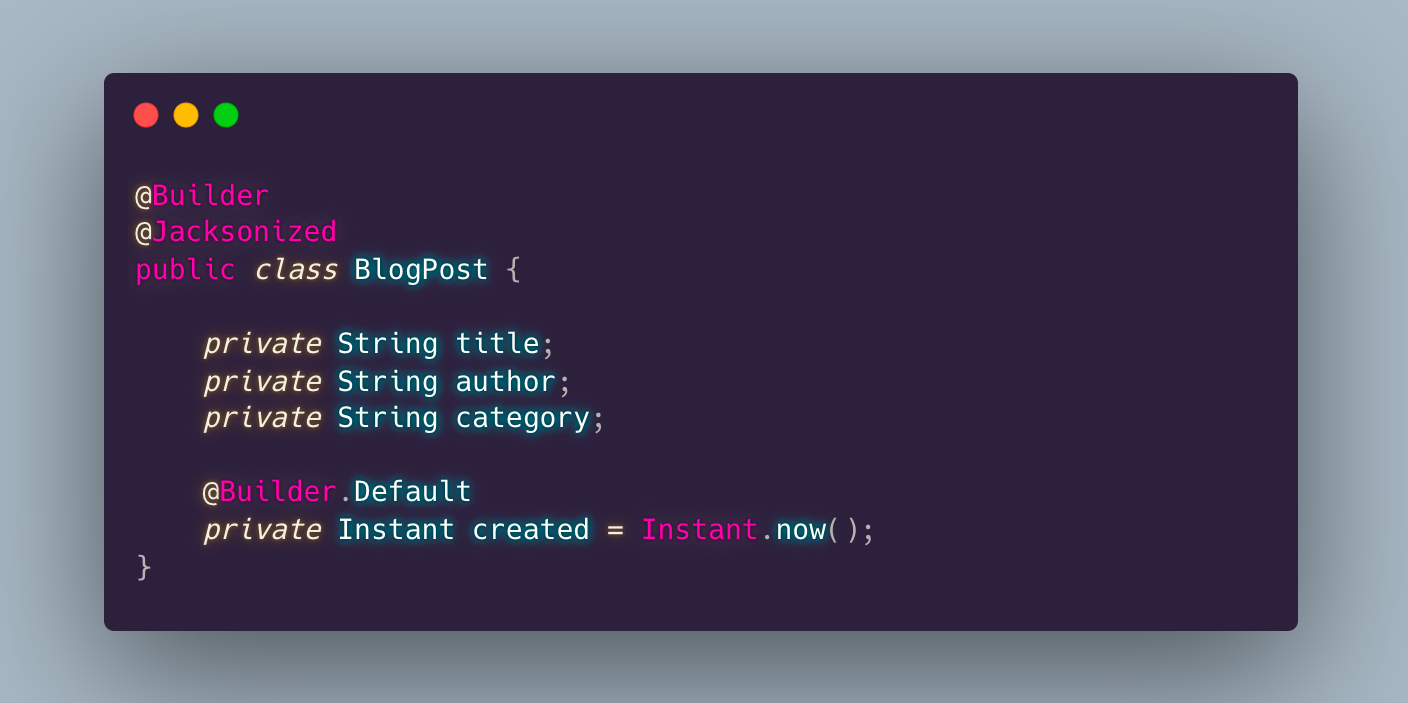 @Builder
@Jacksonized
public class BlogPost {
private String title;
private String author;
private String category;
@Builder.Default
private Instant created = Instant.now();
}